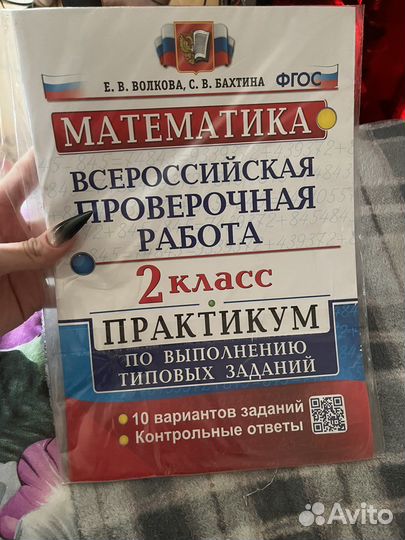 Е. В. ВОЛКОВА, С. В. БАХТИНА ФГОС
МАТЕМАТИКА
ВСЕРОССИЙСКАЯ
ПРОВЕРОЧНАЯ
РАБОТА
2 КЛАСС
ПРАКТИКУМ
ПО ВЫПОЛНЕНИЮ
ТИПОВЫХ ЗАДАНИЙ
• 10 вариантов заданий
• Контрольные ответы
Avito